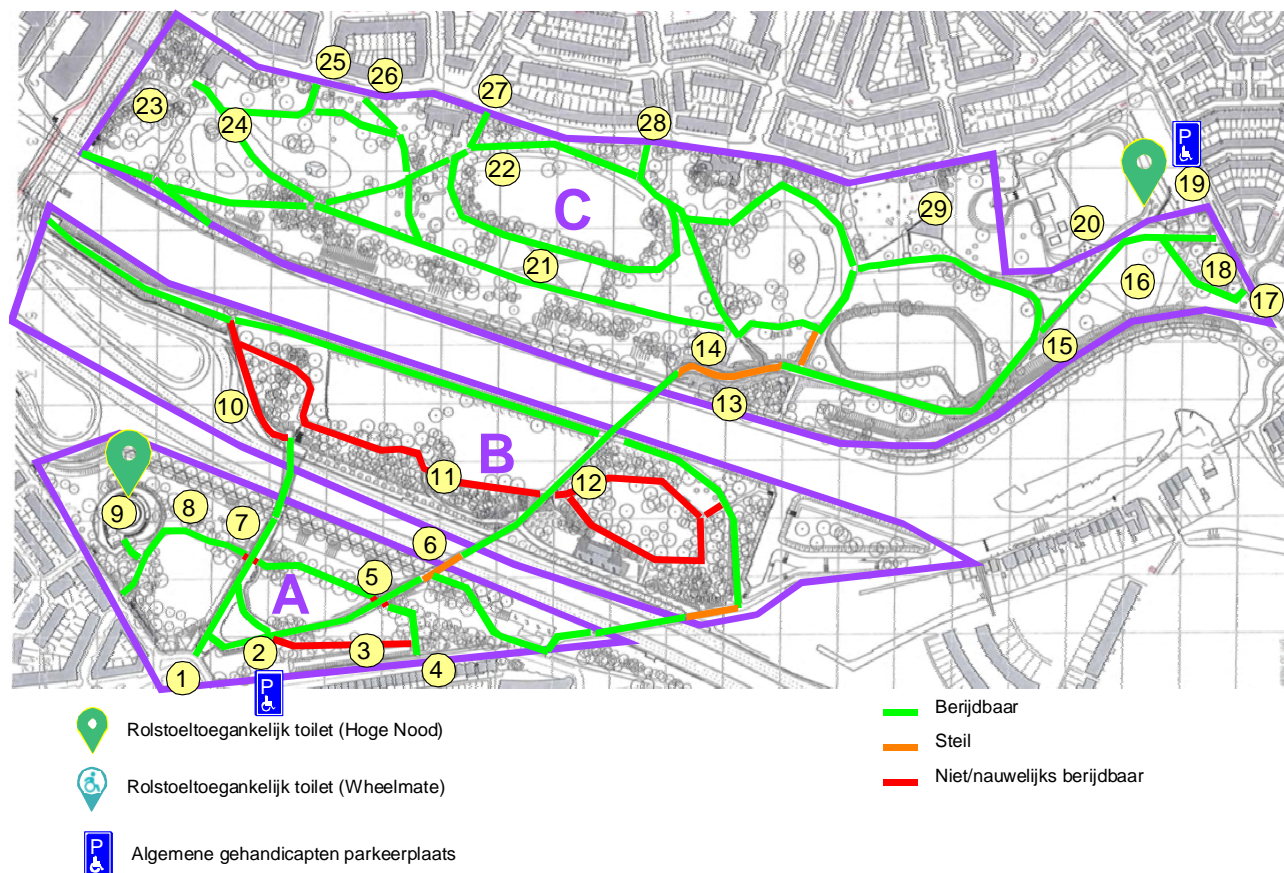 25
26
27
23
24
28
P
19
22
29
C
20
21
16
18
17
14
15
13
10
B
11
12
9
8
7
6
5
A
2
3
4
1
P
Rolstoeltoegankelijk toilet (Hoge Nood)
Rolstoeltoegankelijk toilet (Wheelmate)
P
Algemene gehandicapten parkeerplaats
Berijdbaar
Steil
Niet/nauwelijks berijdbaar